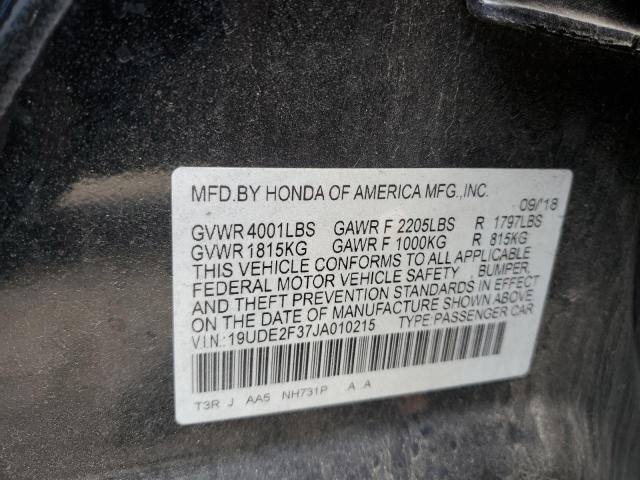 MFD.BY HONDA OF AMERICA MFG.,INC.
09/18
GVWR 4001LBS GAWR F 2205LBS R 1797LBS
GVWR 1815KG GAWR F 1000KG R 815KG
THIS VEHICLE CONFORMS TO ALL APPLICABLE
FEDERAL MOTOR VEHICLE SAFETY , BUMPER,
AND THEFT PREVENTION STANDARDS IN EFFECT
ON THE DATE OF MANUFACTURE SHOWN ABOVE.
V.I.N.: 19UDE2F37JA010215 TYPE:PASSENGER CAR
T3R J AA5 NH731P .A .A